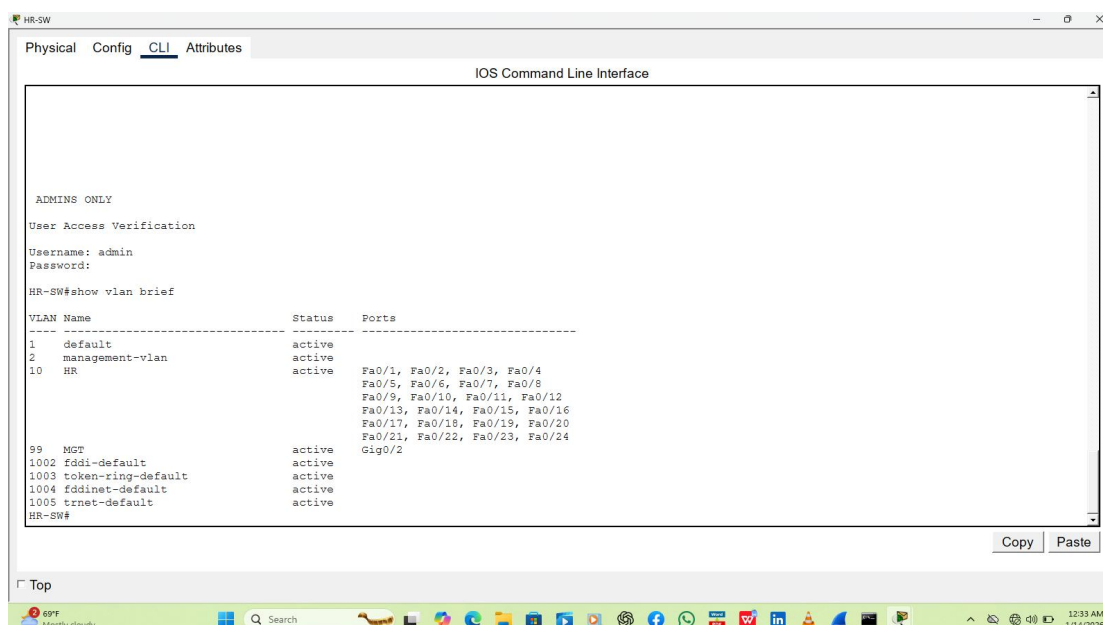 HR-SW
Physical Config CLI Attributes
IOS Command Line Interface
ADMINS ONLY
User Access Verification
Username: admin
Password:
HR-SW#show vlan brief
VLAN Name Status Ports
---- -------------------------------- --------- -------------------------------
1 default active
2 management-vlan active
10 HR active Fa0/1, Fa0/2, Fa0/3, Fa0/4
Fa0/5, Fa0/6, Fa0/7, Fa0/8
Fa0/9, Fa0/10, Fa0/11, Fa0/12
Fa0/13, Fa0/14, Fa0/15, Fa0/16
Fa0/17, Fa0/18, Fa0/19, Fa0/20
Fa0/21, Fa0/22, Fa0/23, Fa0/24
99 MGT active Gig0/2
1002 fddi-default active
1003 token-ring-default active
1004 fddinet-default active
1005 trnet-default active
HR-SW#
Copy Paste
Top
2 69°F Search 12:33 AM
Mostly cloudy 1/14/2026